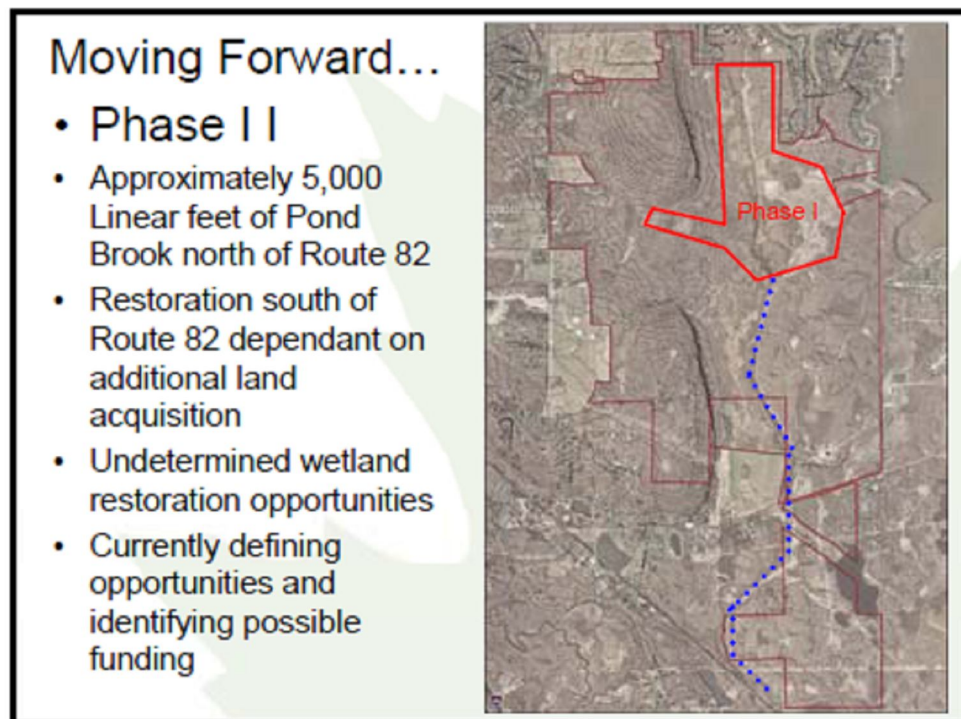 Moving Forward...
• Phase I I
• Approximately 5,000
Linear feet of Pond
Brook north of Route 82
• Restoration south of
Route 82 dependant on
additional land
acquisition
• Undetermined wetland
restoration opportunities
• Currently defining
opportunities and
identifying possible
funding
Phase I